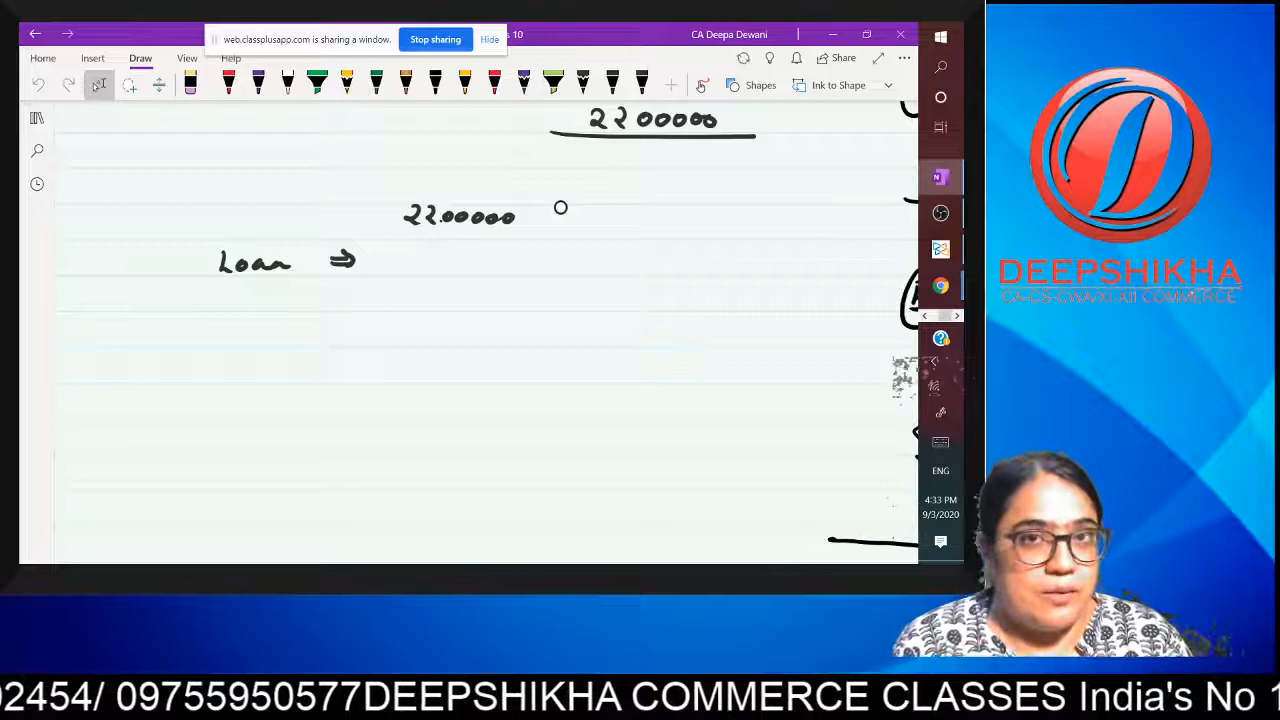 web.classplusapp.com is sharing a window.
Stop sharing
Hide
s 10
CA Deepa Dewani
Home
Insert
Draw
View
Help
Share
Shapes
Ink to Shape
2200000
2200000
Loan ⇒
ENG
4:33 PM
9/3/2020
DEEPSHIKHA
CA-CS-CWA/XI-XII COMMERCE
02454/ 09755950577DEEPSHIKHA COMMERCE CLASSES India's No 1